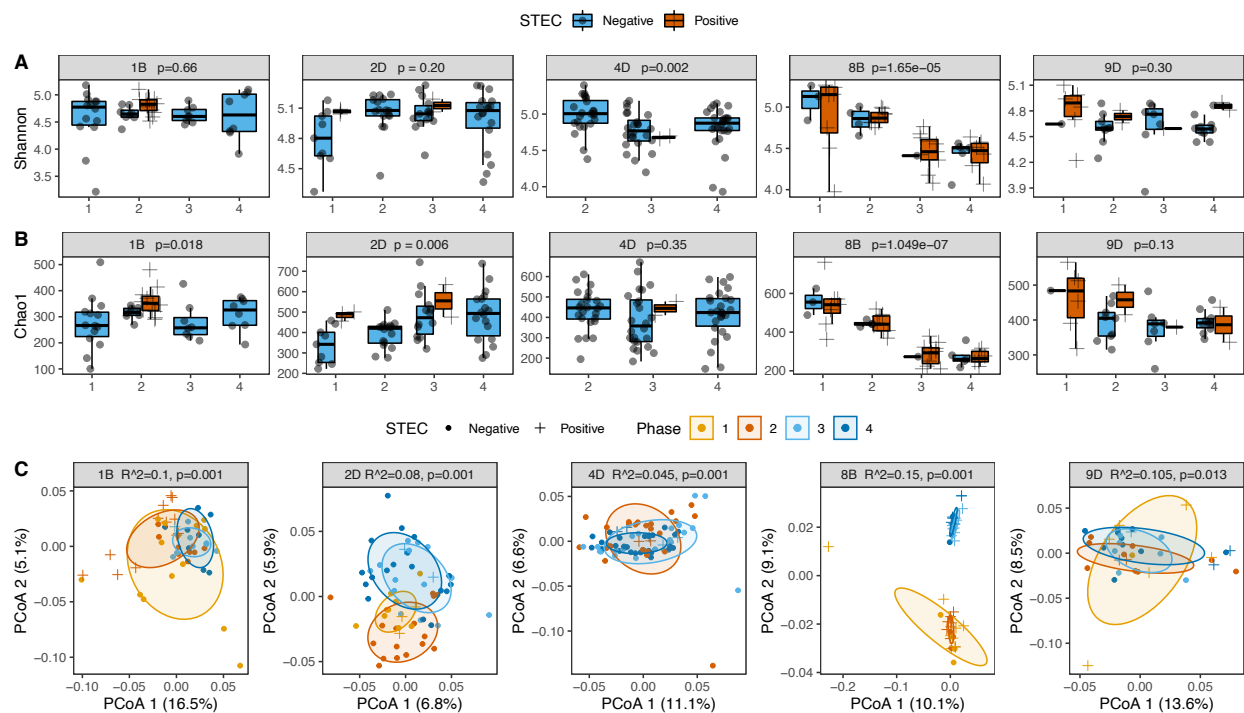 STEC Negative Positive
A
1B p=0.66
2D p = 0.20
4D p=0.002
8B p=1.65e-05
9D p=0.30
Shannon
5.0
4.5
4.0
3.5
5.1
4.8
4.5
5.0
4.5
4.0
5.0
4.5
4.0
5.1
4.8
4.5
4.2
3.9
1 2 3 4
1 2 3 4
2 3 4
1 2 3 4
1 2 3 4
B
1B p=0.018
2D p = 0.006
4D p=0.35
8B p=1.049e-07
9D p=0.13
Chao1
500
400
300
200
100
700
600
500
400
300
200
600
500
400
300
200
600
400
200
500
400
300
1 2 3 4
1 2 3 4
2 3 4
1 2 3 4
1 2 3 4
STEC Negative Positive Phase 1 2 3 4
C
1B R^2=0.1, p=0.001
2D R^2=0.08, p=0.001
4D R^2=0.045, p=0.001
8B R^2=0.15, p=0.001
9D R^2=0.105, p=0.013
PCoA 2 (5.1%)
0.05
0.00
−0.05
−0.10
−0.10 −0.05 0.00 0.05
PCoA 1 (16.5%)
PCoA 2 (5.9%)
0.05
0.00
−0.05
−0.05 0.00 0.05
PCoA 1 (6.8%)
PCoA 2 (6.6%)
0.05
0.00
−0.05
−0.10
−0.05 0.00 0.05
PCoA 1 (11.1%)
PCoA 2 (9.1%)
0.02
0.00
−0.02
−0.04
−0.2 −0.1 0.0
PCoA 1 (10.1%)
PCoA 2 (8.5%)
0.05
0.00
−0.05
−0.10
−0.05 0.00 0.05
PCoA 1 (13.6%)